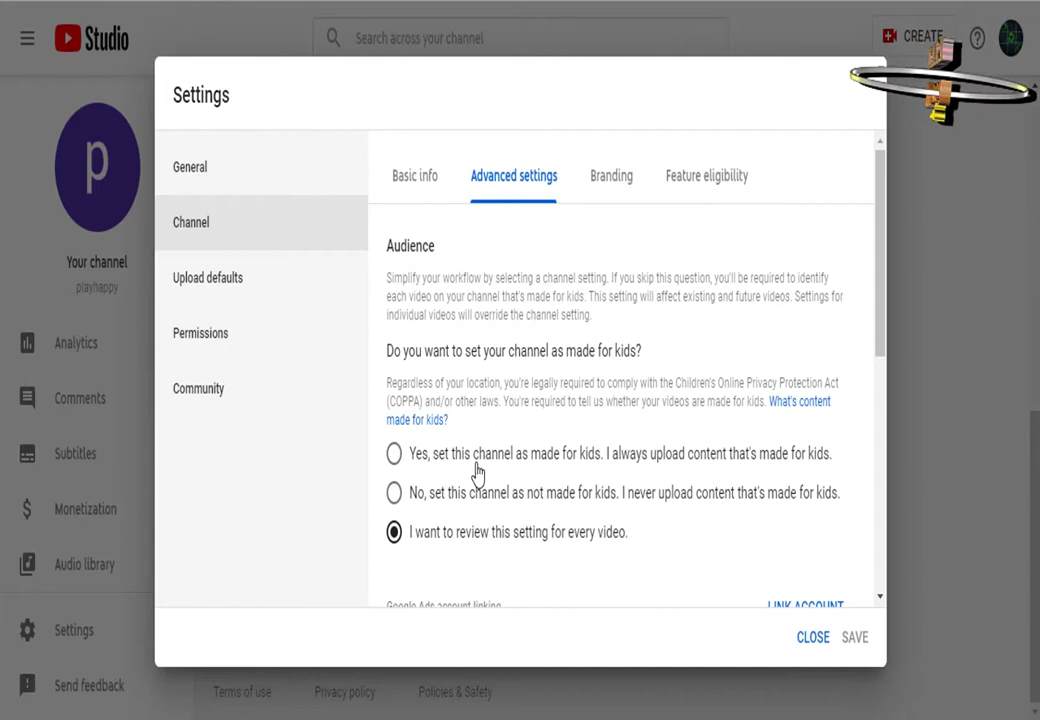 Studio
Search across your channel
CREATE
Settings
p
Your channel
playhappy
Analytics
Comments
Subtitles
Monetization
Audio library
Settings
Send feedback
General
Channel
Upload defaults
Permissions
Community
Basic info
Advanced settings
Branding
Feature eligibility
Audience
Simplify your workflow by selecting a channel setting. If you skip this question, you'll be required to identify
each video on your channel that's made for kids. This setting will affect existing and future videos. Settings for
individual videos will override the channel setting.
Do you want to set your channel as made for kids?
Regardless of your location, you're legally required to comply with the Children's Online Privacy Protection Act
(COPPA) and/or other laws. You're required to tell us whether your videos are made for kids. What's content
made for kids?
Yes, set this channel as made for kids. I always upload content that's made for kids.
No, set this channel as not made for kids. I never upload content that's made for kids.
I want to review this setting for every video.
Google Ads account linking
LINK ACCOUNT
CLOSE
SAVE
Terms of use
Privacy policy
Policies & Safety